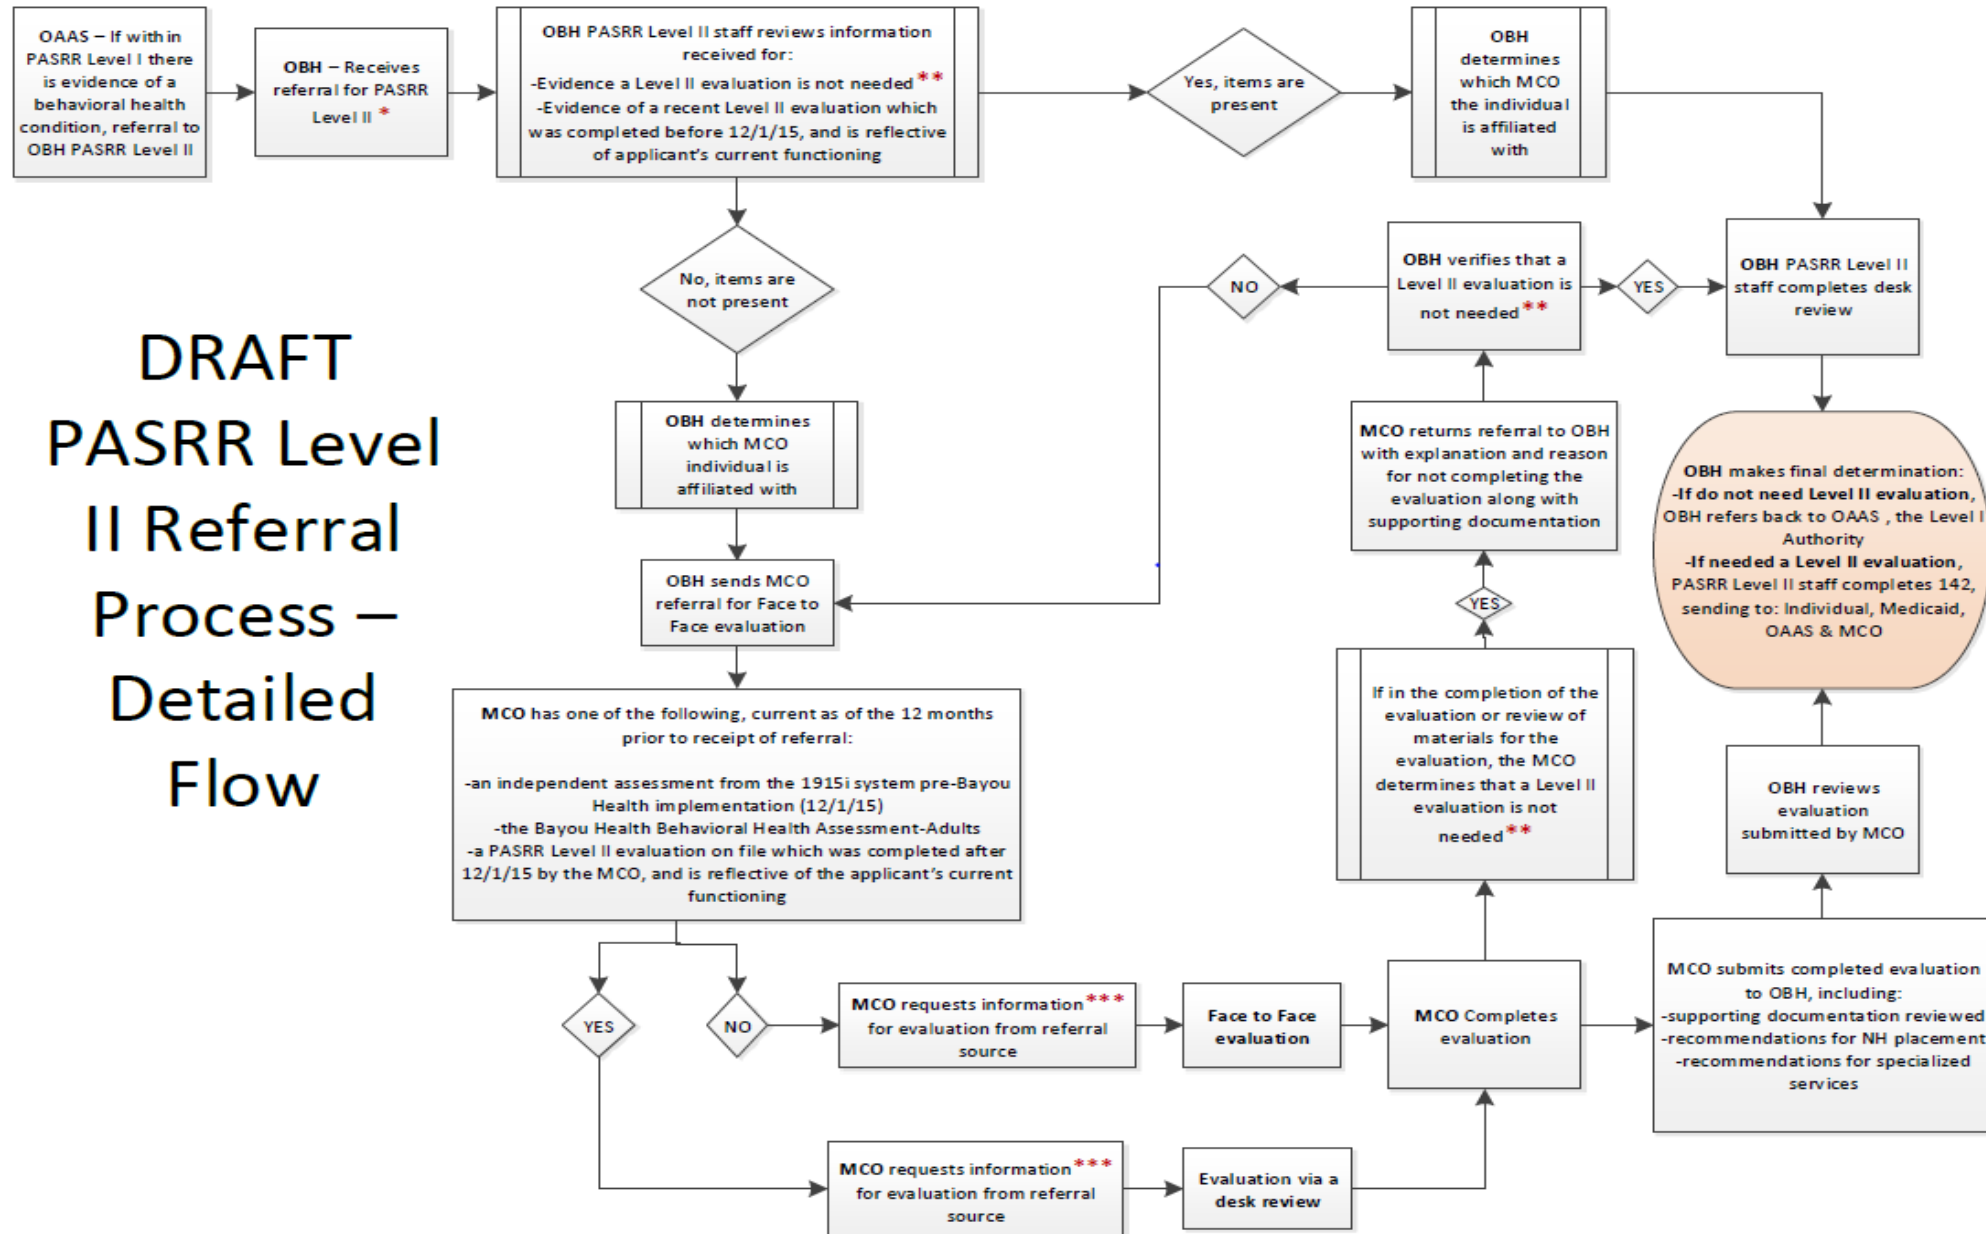 OAAS – If within
PASRR Level I there
is evidence of a
behavioral health
condition, referral to
OBH PASRR Level II
OBH – Receives
referral for PASRR
Level II *
OBH PASRR Level II staff reviews information
received for:
-Evidence a Level II evaluation is not needed **
-Evidence of a recent Level II evaluation which
was completed before 12/1/15, and is reflective
of applicant's current functioning
Yes, items are
present
OBH
determines
which MCO
the individual
is affiliated
with
No, items are
not present
NO
OBH verifies that a
Level II evaluation is
not needed **
YES
OBH PASRR Level II
staff completes desk
review
DRAFT
PASRR Level
II Referral
Process –
Detailed
Flow
OBH determines
which MCO
individual is
affiliated with
MCO returns referral to OBH
with explanation and reason
for not completing the
evaluation along with
supporting documentation
OBH makes final determination:
-If do not need Level II evaluation,
OBH refers back to OAAS , the Level I
Authority
-If needed a Level II evaluation,
PASRR Level II staff completes 142,
sending to: Individual, Medicaid,
OAAS & MCO
OBH sends MCO
referral for Face to
Face evaluation
YES
MCO has one of the following, current as of the 12 months
prior to receipt of referral:
-an independent assessment from the 1915i system pre-Bayou
Health implementation (12/1/15)
-the Bayou Health Behavioral Health Assessment-Adults
-a PASRR Level II evaluation on file which was completed after
12/1/15 by the MCO, and is reflective of the applicant's current
functioning
If in the completion of the
evaluation or review of
materials for the
evaluation, the MCO
determines that a Level II
evaluation is not
needed **
OBH reviews
evaluation
submitted by MCO
YES
NO
MCO requests information ***
for evaluation from referral
source
Face to Face
evaluation
MCO Completes
evaluation
MCO submits completed evaluation
to OBH, including:
-supporting documentation reviewed
-recommendations for NH placement
-recommendations for specialized
services
MCO requests information ***
for evaluation from referral
source
Evaluation via a
desk review